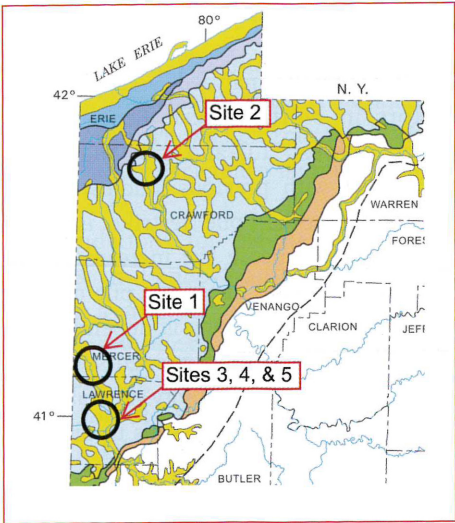 80°
LAKE ERIE
42°
N. Y.
ERIE
Site 2
WARREN
CRAWFORD
FORES
Site 1
VENANGO
CLARION
JEFF
MERCER
Sites 3, 4, & 5
LAWRENCE
41°
BUTLER